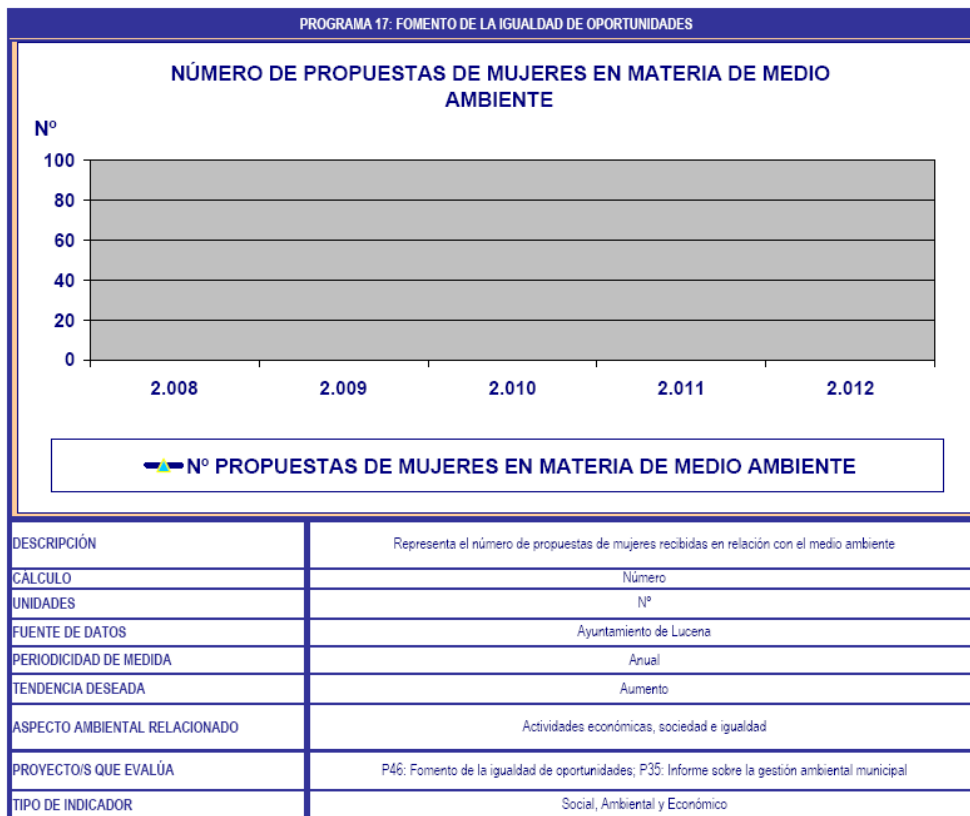 PROGRAMA 17: FOMENTO DE LA IGUALDAD DE OPORTUNIDADES
NÚMERO DE PROPUESTAS DE MUJERES EN MATERIA DE MEDIO
AMBIENTE
Nº
100
80
60
40
20
0
2.008 2.009 2.010 2.011 2.012
Nº PROPUESTAS DE MUJERES EN MATERIA DE MEDIO AMBIENTE
DESCRIPCIÓN Representa el número de propuestas de mujeres recibidas en relación con el medio ambiente
CÁLCULO Número
UNIDADES Nº
FUENTE DE DATOS Ayuntamiento de Lucena
PERIODICIDAD DE MEDIDA Anual
TENDENCIA DESEADA Aumento
ASPECTO AMBIENTAL RELACIONADO Actividades económicas, sociedad e igualdad
PROYECTO/S QUE EVALÚA P46: Fomento de la igualdad de oportunidades; P35: Informe sobre la gestión ambiental municipal
TIPO DE INDICADOR Social, Ambiental y Económico